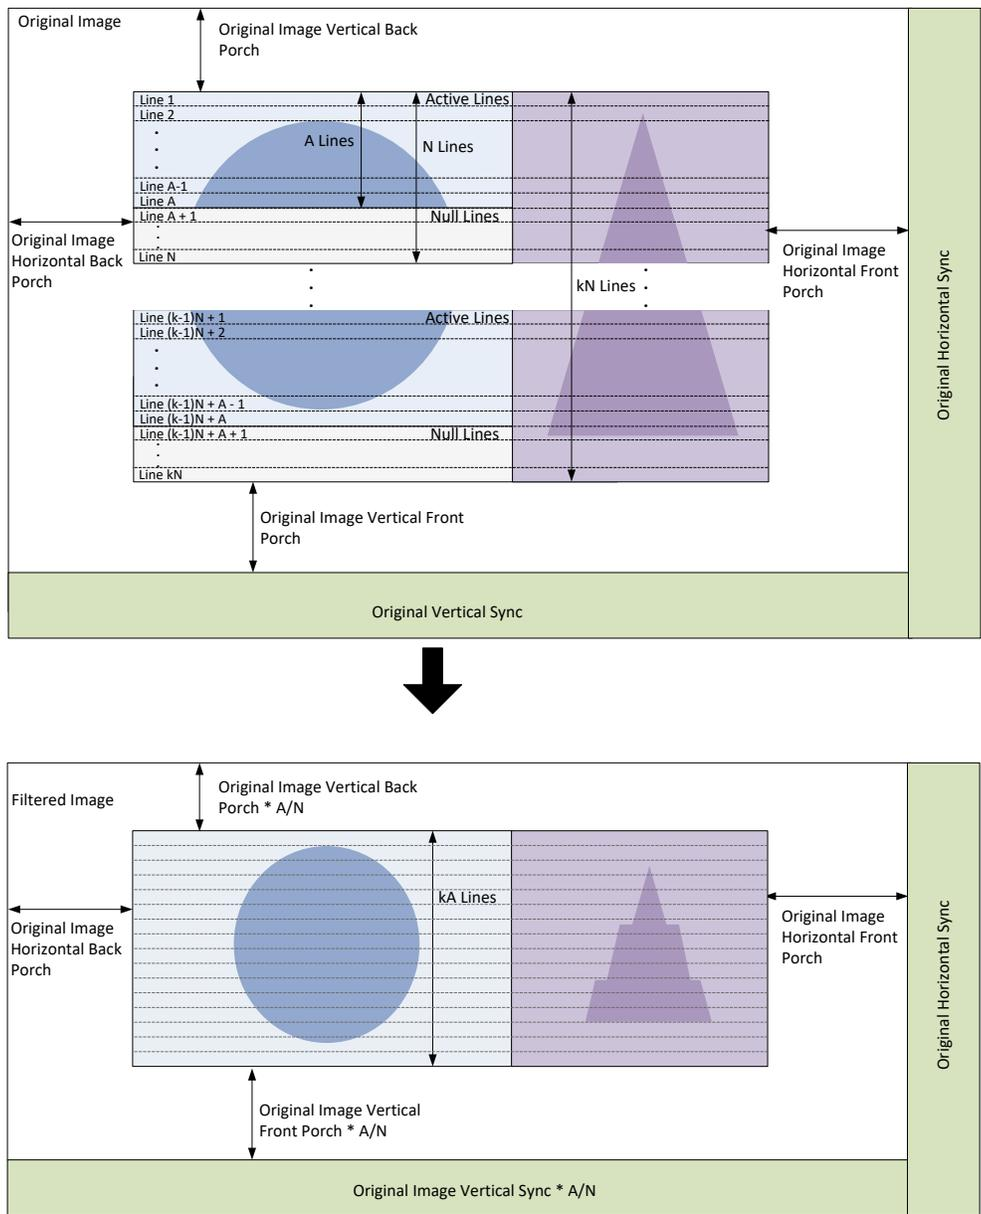 Original Image
Original Image Vertical Back
Porch
Line 1
Active Lines
Line 2
A Lines
N Lines
Line A-1
Line A
Line A + 1
Null Lines
Line N
Original Image
Horizontal Back
Porch
Original Image
Horizontal Front
Porch
kN Lines
Original Horizontal Sync
Line (k-1)N + 1
Active Lines
Line (k-1)N + 2
Line (k-1)N + A - 1
Line (k-1)N + A
Line (k-1)N + A + 1
Null Lines
Line kN
Original Image Vertical Front
Porch
Original Vertical Sync
Filtered Image
Original Image Vertical Back
Porch * A/N
kA Lines
Original Image
Horizontal Back
Porch
Original Image
Horizontal Front
Porch
Original Horizontal Sync
Original Image Vertical
Front Porch * A/N
Original Image Vertical Sync * A/N